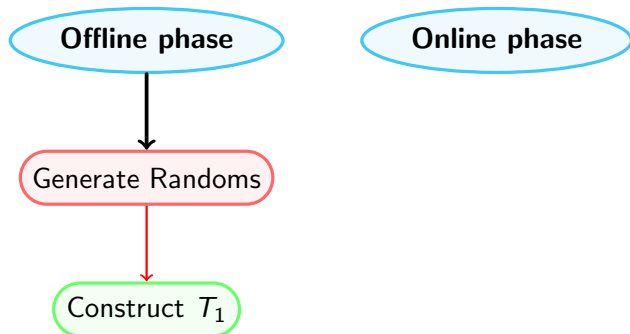 Offline phase
Online phase
Generate Randoms
Construct T₁